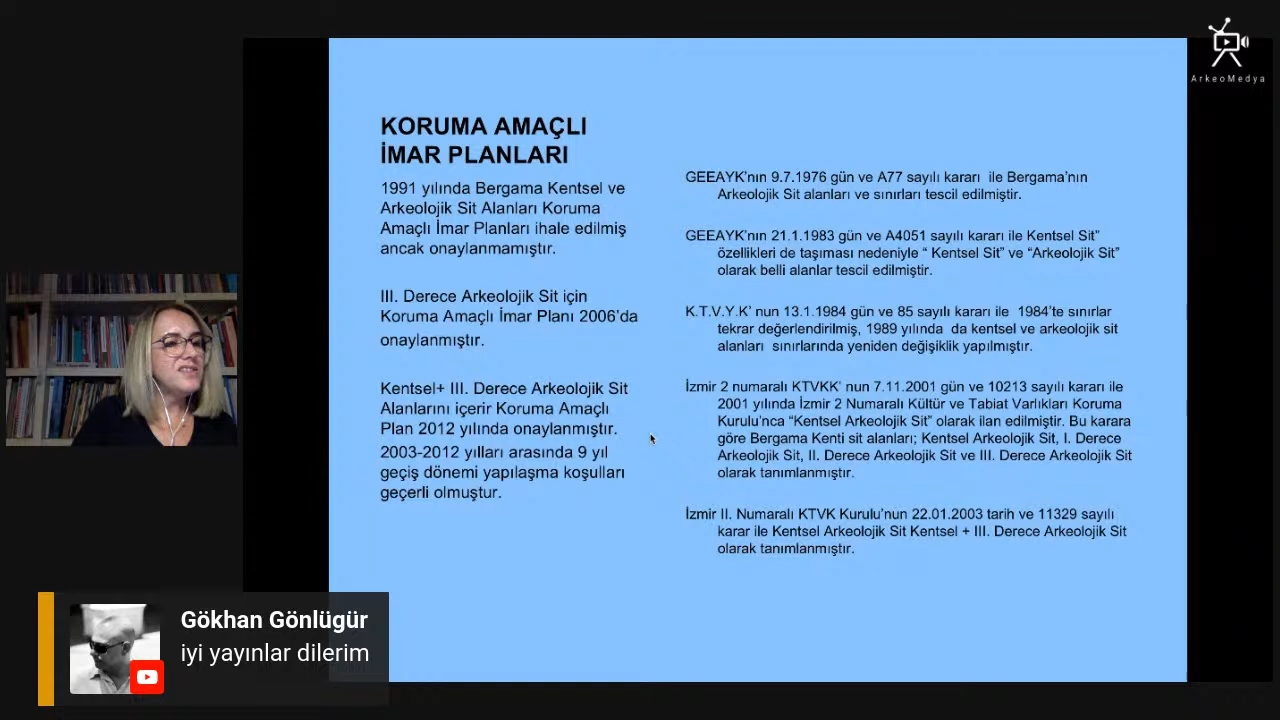 ArkeoMedya
KORUMA AMAÇLI
İMAR PLANLARI
1991 yılında Bergama Kentsel ve
Arkeolojik Sit Alanları Koruma
Amaçlı İmar Planları ihale edilmiş
ancak onaylanmamıştır.
III. Derece Arkeolojik Sit için
Koruma Amaçlı İmar Planı 2006'da
onaylanmıştır.
Kentsel+ III. Derece Arkeolojik Sit
Alanlarını içerir Koruma Amaçlı
Plan 2012 yılında onaylanmıştır.
2003-2012 yılları arasında 9 yıl
geçiş dönemi yapılaşma koşulları
geçerli olmuştur.
GEEAYK'nın 9.7.1976 gün ve A77 sayılı kararı ile Bergama'nın
Arkeolojik Sit alanları ve sınırları tescil edilmiştir.
GEEAYK'nın 21.1.1983 gün ve A4051 sayılı kararı ile Kentsel Sit"
özellikleri de taşıması nedeniyle " Kentsel Sit" ve "Arkeolojik Sit"
olarak belli alanlar tescil edilmiştir.
K.T.V.Y.K' nun 13.1.1984 gün ve 85 sayılı kararı ile 1984'te sınırlar
tekrar değerlendirilmiş, 1989 yılında da kentsel ve arkeolojik sit
alanları sınırlarında yeniden değişiklik yapılmıştır.
İzmir 2 numaralı KTVKK' nun 7.11.2001 gün ve 10213 sayılı kararı ile
2001 yılında İzmir 2 Numaralı Kültür ve Tabiat Varlıkları Koruma
Kurulu'nca "Kentsel Arkeolojik Sit" olarak ilan edilmiştir. Bu karara
göre Bergama Kenti sit alanları; Kentsel Arkeolojik Sit, I. Derece
Arkeolojik Sit, II. Derece Arkeolojik Sit ve III. Derece Arkeolojik Sit
olarak tanımlanmıştır.
İzmir II. Numaralı KTVK Kurulu'nun 22.01.2003 tarih ve 11329 sayılı
karar ile Kentsel Arkeolojik Sit Kentsel + III. Derece Arkeolojik Sit
olarak tanımlanmıştır.
Gökhan Gönlügür
iyi yayınlar dilerim